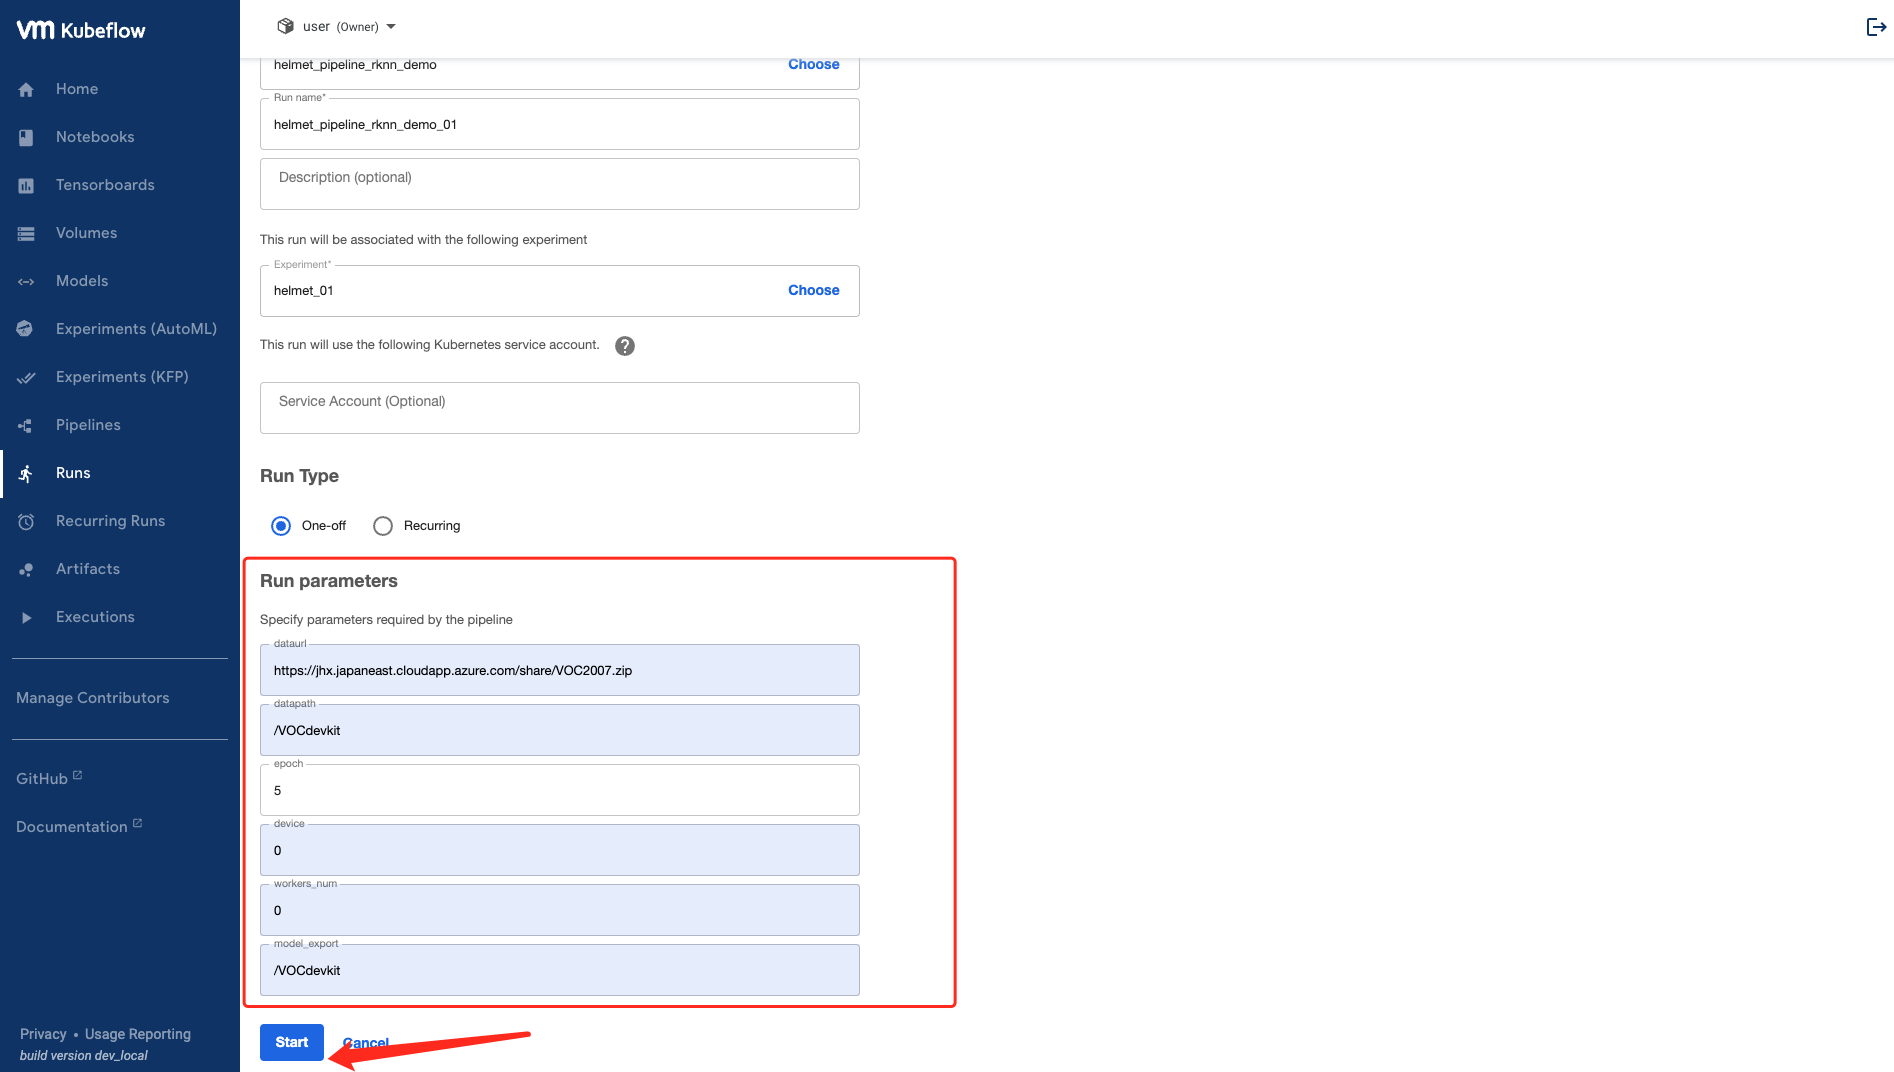 vm Kubeflow
user (Owner)
Home
Notebooks
Tensorboards
Volumes
Models
Experiments (AutoML)
Experiments (KFP)
Pipelines
Runs
Recurring Runs
Artifacts
Executions
Manage Contributors
GitHub
Documentation
Privacy • Usage Reporting
build version dev_local
helmet_pipeline_rknn_demo Choose
Run name*
helmet_pipeline_rknn_demo_01
Description (optional)
This run will be associated with the following experiment
Experiment*
helmet_01 Choose
This run will use the following Kubernetes service account. ?
Service Account (Optional)
Run Type
One-off Recurring
Run parameters
Specify parameters required by the pipeline
dataurl
https://jhx.japaneast.cloudapp.azure.com/share/VOC2007.zip
datapath
/VOCdevkit
epoch
5
device
0
workers_num
0
model_export
/VOCdevkit
Start Cancel